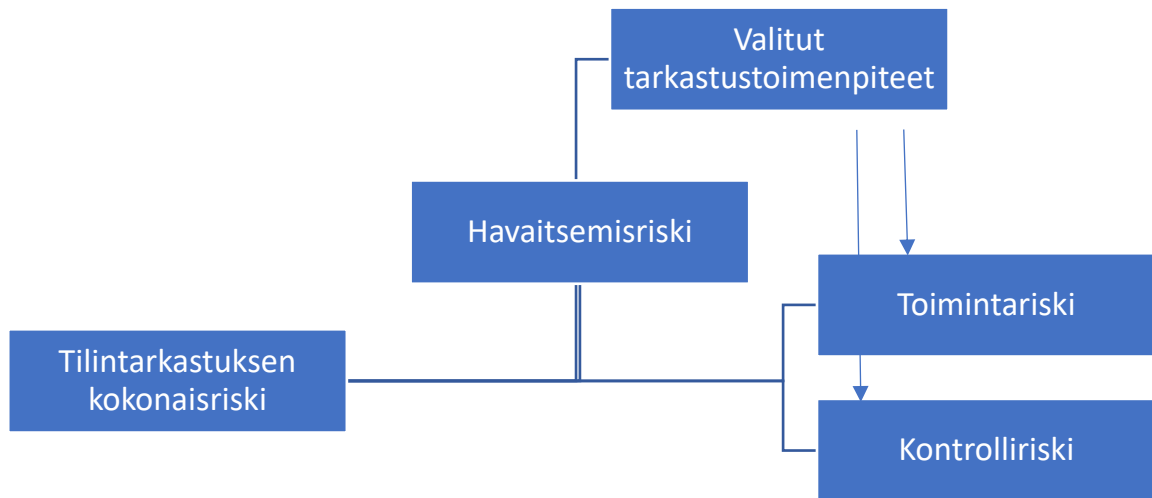 Valitut
tarkastustoimenpiteet
Havaitsemisriski
Toimintariski
Tilintarkastuksen
kokonaisriski
Kontrolliriski